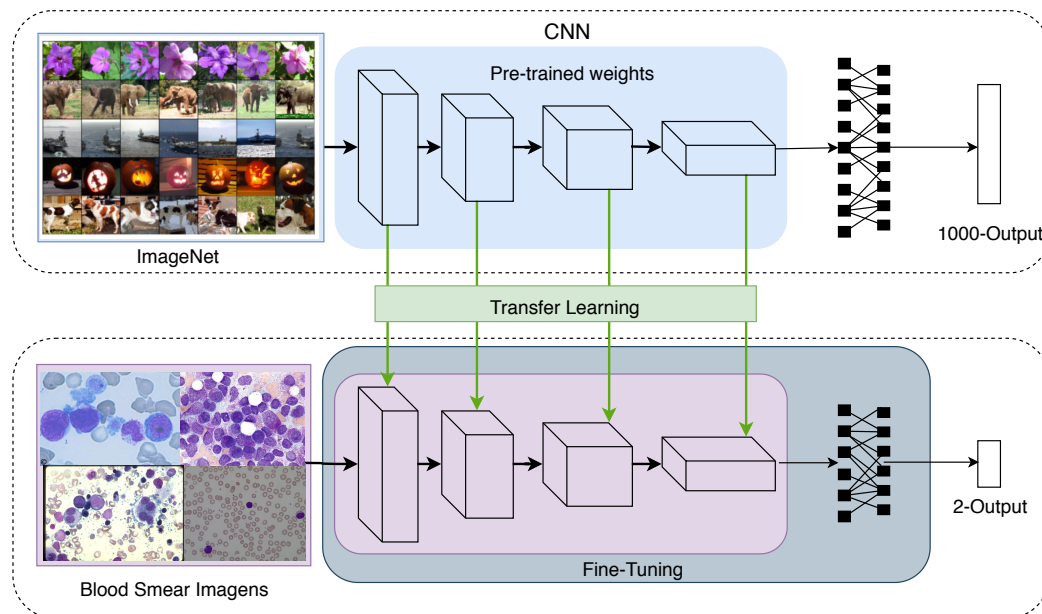 CNN
Pre-trained weights
ImageNet
1000-Output
Transfer Learning
Blood Smear Imagens
Fine-Tuning
2-Output